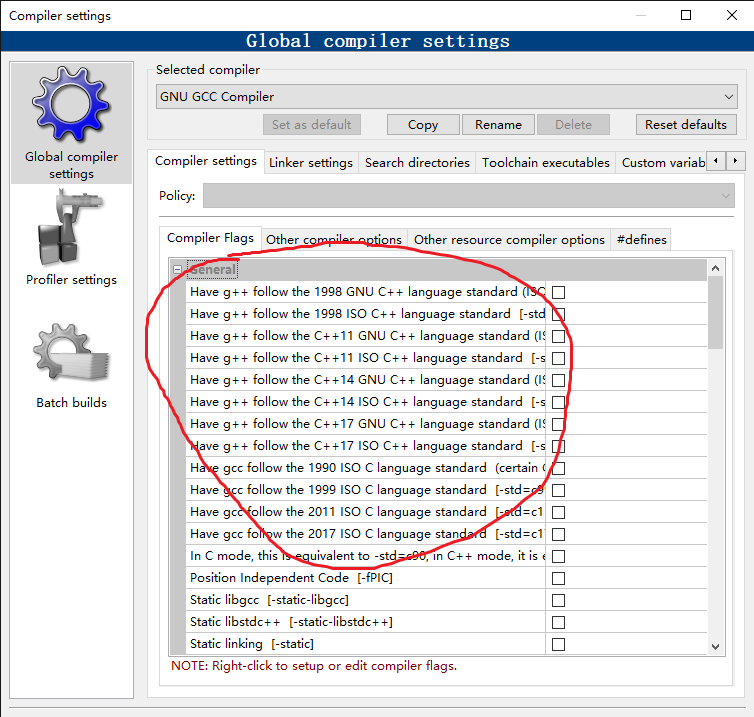 Compiler settings
Global compiler settings
Global compiler
settings
Profiler settings
Batch builds
Selected compiler
GNU GCC Compiler
Set as default
Copy
Rename
Delete
Reset defaults
Compiler settings
Linker settings
Search directories
Toolchain executables
Custom variab
Policy:
Compiler Flags
Other compiler options
Other resource compiler options
#defines
General
Have g++ follow the 1998 GNU C++ language standard (ISO
Have g++ follow the 1998 ISO C++ language standard [-std
Have g++ follow the C++11 GNU C++ language standard (IS
Have g++ follow the C++11 ISO C++ language standard [-s
Have g++ follow the C++14 GNU C++ language standard (IS
Have g++ follow the C++14 ISO C++ language standard [-s
Have g++ follow the C++17 GNU C++ language standard (IS
Have g++ follow the C++17 ISO C++ language standard [-s
Have gcc follow the 1990 ISO C language standard (certain
Have gcc follow the 1999 ISO C language standard [-std=c9
Have gcc follow the 2011 ISO C language standard [-std=c1
Have gcc follow the 2017 ISO C language standard [-std=c1
In C mode, this is equivalent to -std=c90, in C++ mode, it is e
Position Independent Code [-fPIC]
Static libgcc [-static-libgcc]
Static libstdc++ [-static-libstdc++]
Static linking [-static]
NOTE: Right-click to setup or edit compiler flags.